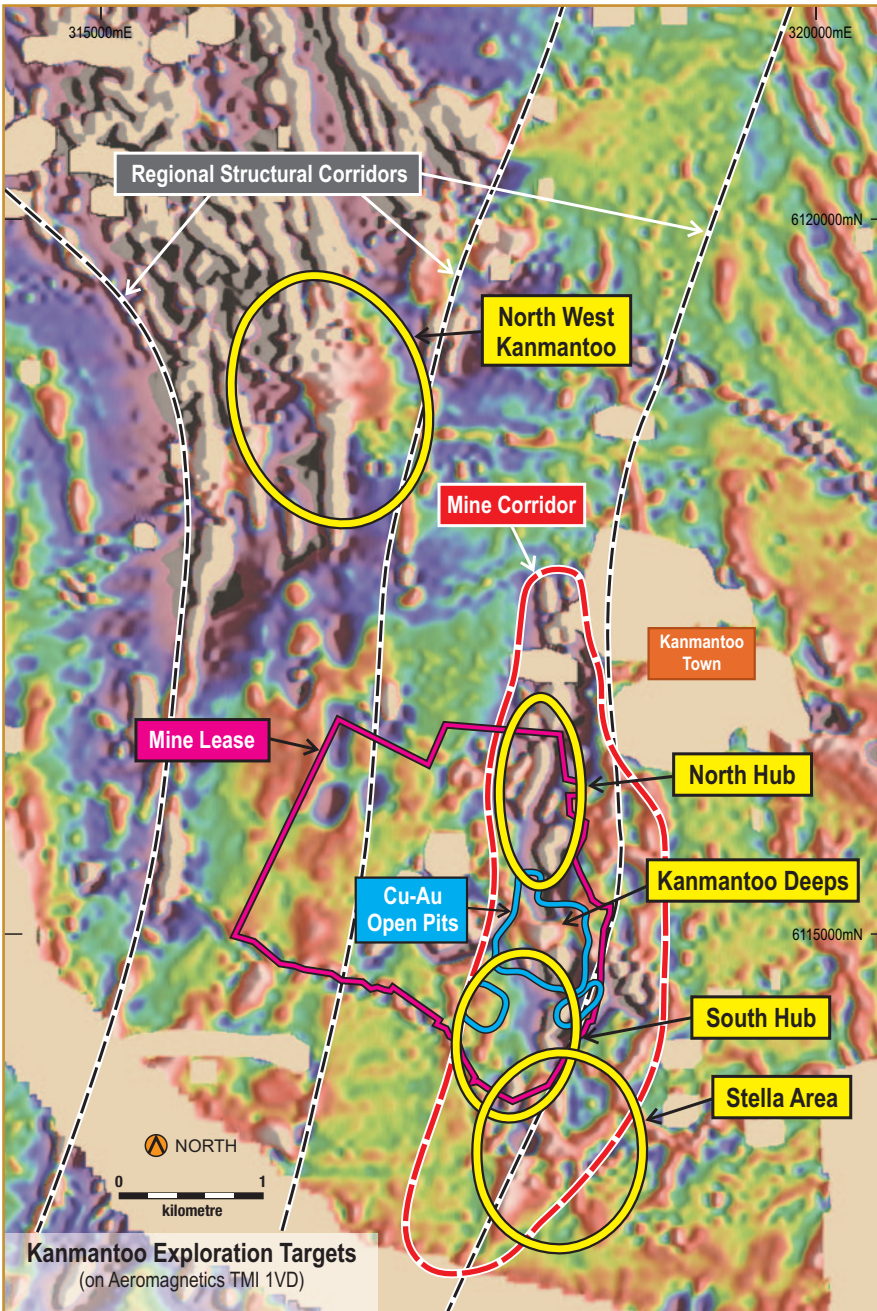 315000mE
320000mE
Regional Structural Corridors
6120000mN
North West
Kanmantoo
Mine Corridor
Kanmantoo
Town
Mine Lease
North Hub
Kanmantoo Deeps
Cu-Au
Open Pits
6115000mN
South Hub
Stella Area
NORTH
0 1
kilometre
Kanmantoo Exploration Targets
(on Aeromagnetics TMI 1VD)